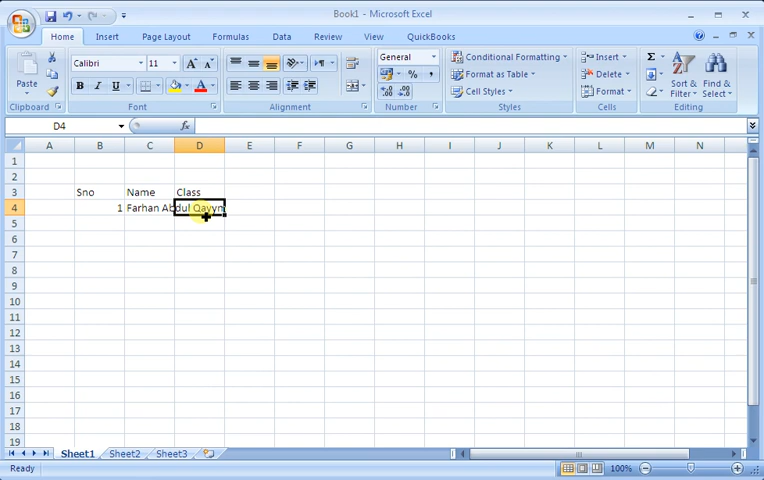 Book1 - Microsoft Excel
Home Insert Page Layout Formulas Data Review View QuickBooks
Paste
Calibri 11
B I U
General
% ,
Conditional Formatting
Format as Table
Cell Styles
Insert
Delete
Format
Σ
Sort & Filter
Find & Select
Clipboard Font Alignment Number Styles Cells Editing
D4 fx
A B C D E F G H I J K L M N
1
2
3 Sno Name Class
4 1 Farhan Abdul Qayym
5
6
7
8
9
10
11
12
13
14
15
16
17
18
19
Sheet1 Sheet2 Sheet3
Ready 100%